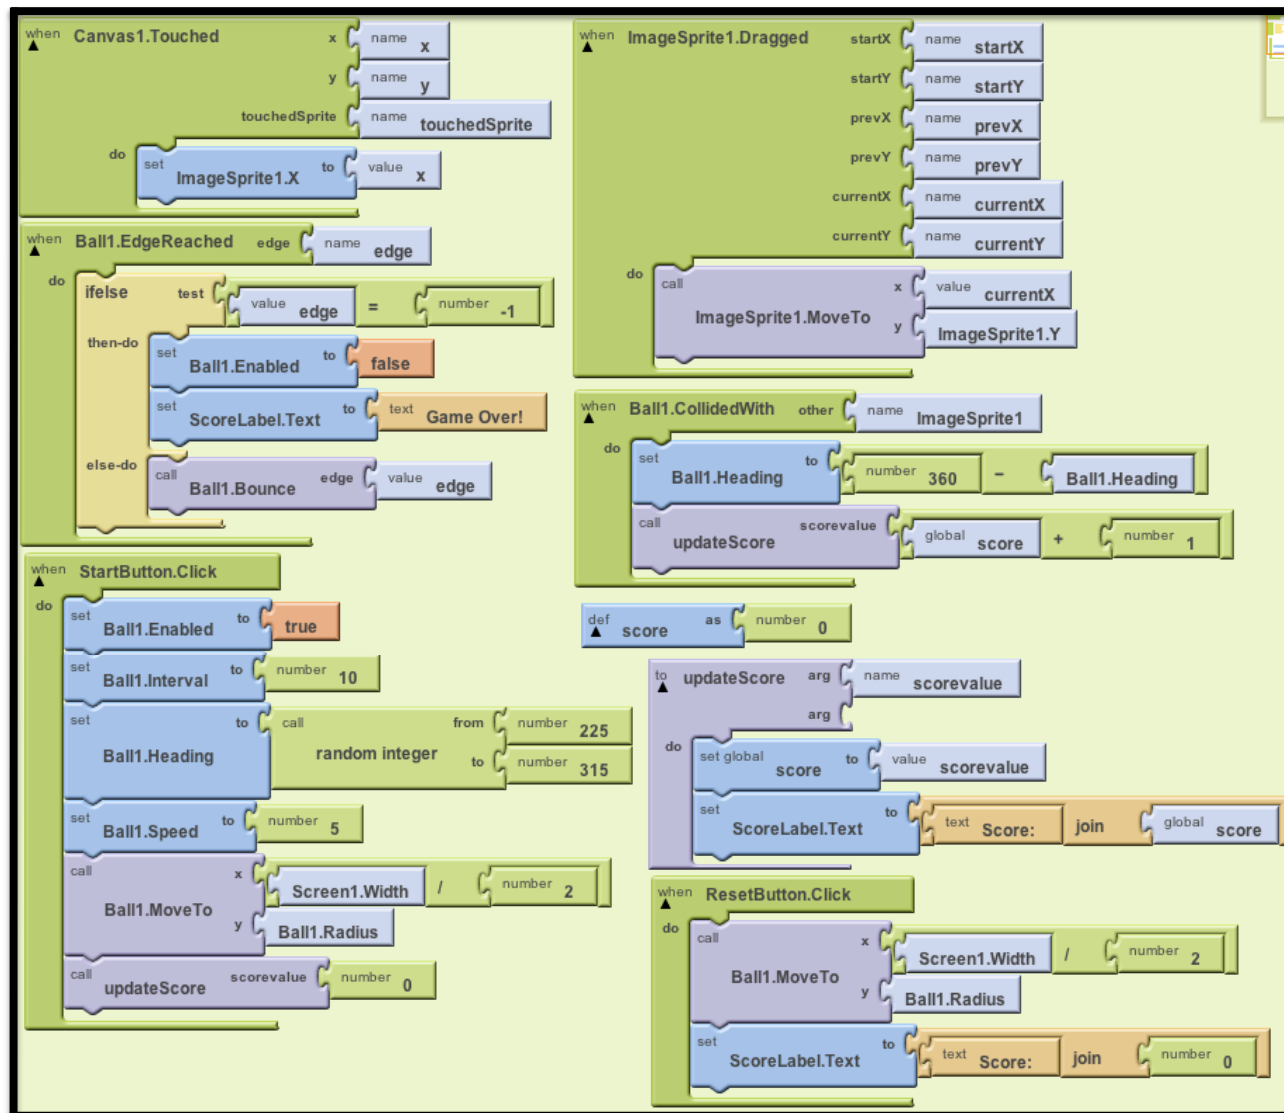 when Canvas1.Touched x name x
y name y
touchedSprite name touchedSprite
do set ImageSprite1.X to value x
when Ball1.EdgeReached edge name edge
do ifelse test value edge = number -1
then-do set Ball1.Enabled to false
set ScoreLabel.Text to text Game Over!
else-do call Ball1.Bounce edge value edge
when StartButton.Click
do set Ball1.Enabled to true
set Ball1.Interval to number 10
set Ball1.Heading to call random integer from number 225
to number 315
set Ball1.Speed to number 5
call Ball1.MoveTo x Screen1.Width / number 2
y Ball1.Radius
call updateScore scorevalue number 0
when ImageSprite1.Dragged startX name startX
startY name startY
prevX name prevX
prevY name prevY
currentX name currentX
currentY name currentY
do call ImageSprite1.MoveTo x value currentX
y ImageSprite1.Y
when Ball1.CollidedWith other name ImageSprite1
do set Ball1.Heading to number 360 - Ball1.Heading
call updateScore scorevalue global score + number 1
def score as number 0
to updateScore arg name scorevalue
arg
do set global score to value scorevalue
set ScoreLabel.Text to text Score: join global score
when ResetButton.Click
do call Ball1.MoveTo x Screen1.Width / number 2
y Ball1.Radius
set ScoreLabel.Text to text Score: join number 0